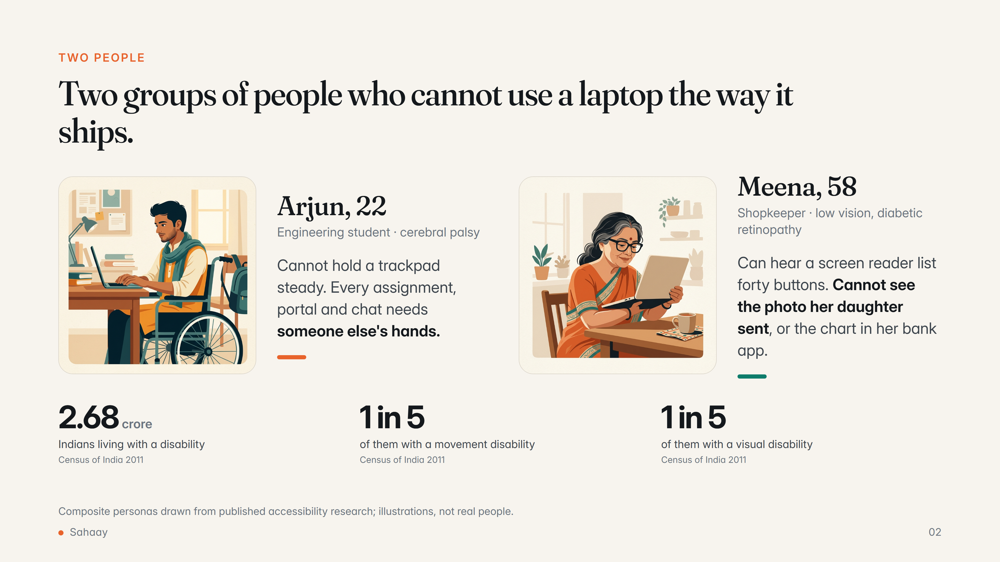 TWO PEOPLE
Two groups of people who cannot use a laptop the way it
ships.
Arjun, 22
Engineering student · cerebral palsy
Cannot hold a trackpad
steady. Every assignment,
portal and chat needs
someone else's hands.
Meena, 58
Shopkeeper · low vision, diabetic
retinopathy
Can hear a screen reader list
forty buttons. Cannot see
the photo her daughter
sent, or the chart in her bank
app.
2.68 crore
Indians living with a disability
Census of India 2011
1 in 5
of them with a movement disability
Census of India 2011
1 in 5
of them with a visual disability
Census of India 2011
Composite personas drawn from published accessibility research; illustrations, not real people.
Sahaay
02